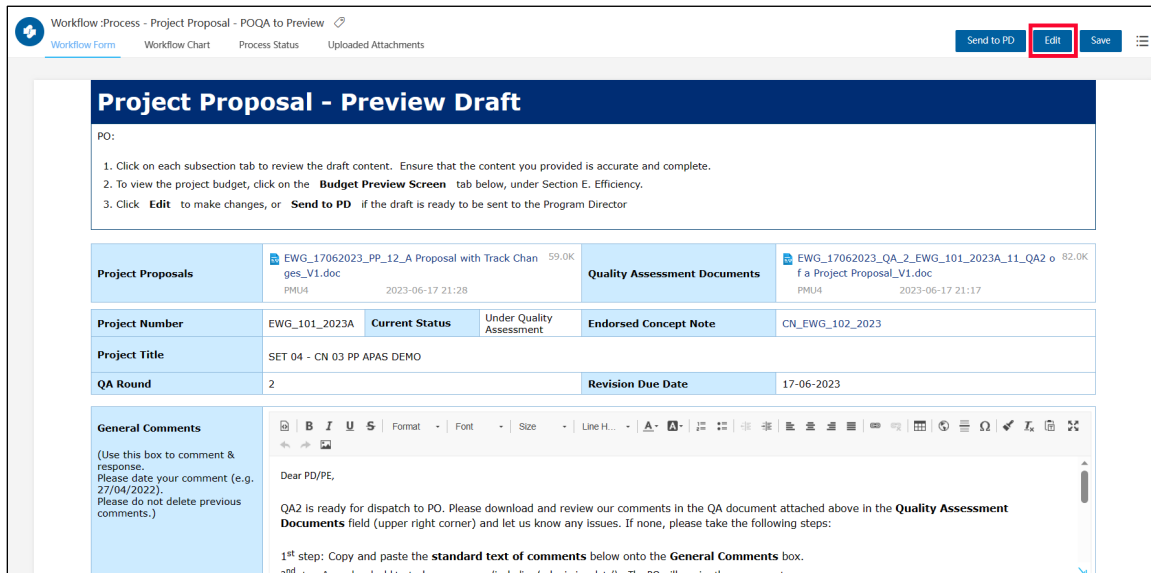 Workflow :Process - Project Proposal - POQA to Preview
Workflow Form Workflow Chart Process Status Uploaded Attachments
Send to PD Edit Save
Project Proposal - Preview Draft
PO:
1. Click on each subsection tab to review the draft content. Ensure that the content you provided is accurate and complete.
2. To view the project budget, click on the Budget Preview Screen tab below, under Section E. Efficiency.
3. Click Edit to make changes, or Send to PD if the draft is ready to be sent to the Program Director
Project Proposals
EWG_17062023_PP_12_A Proposal with Track Chan 59.0K
ges_V1.doc
PMU4 2023-06-17 21:28
Quality Assessment Documents
EWG_17062023_QA_2_EWG_101_2023A_11_QA2 o 82.0K
f a Project Proposal_V1.doc
PMU4 2023-06-17 21:17
Project Number EWG_101_2023A Current Status Under Quality
Assessment
Endorsed Concept Note CN_EWG_102_2023
Project Title SET 04 - CN 03 PP APAS DEMO
QA Round 2 Revision Due Date 17-06-2023
General Comments
(Use this box to comment &
response.
Please date your comment (e.g.
27/04/2022).
Please do not delete previous
comments.)
B I U S Format Font Size Line H... A A Ω Ix
Dear PD/PE,
QA2 is ready for dispatch to PO. Please download and review our comments in the QA document attached above in the Quality Assessment
Documents field (upper right corner) and let us know any issues. If none, please take the following steps:
1st step: Copy and paste the standard text of comments below onto the General Comments box.